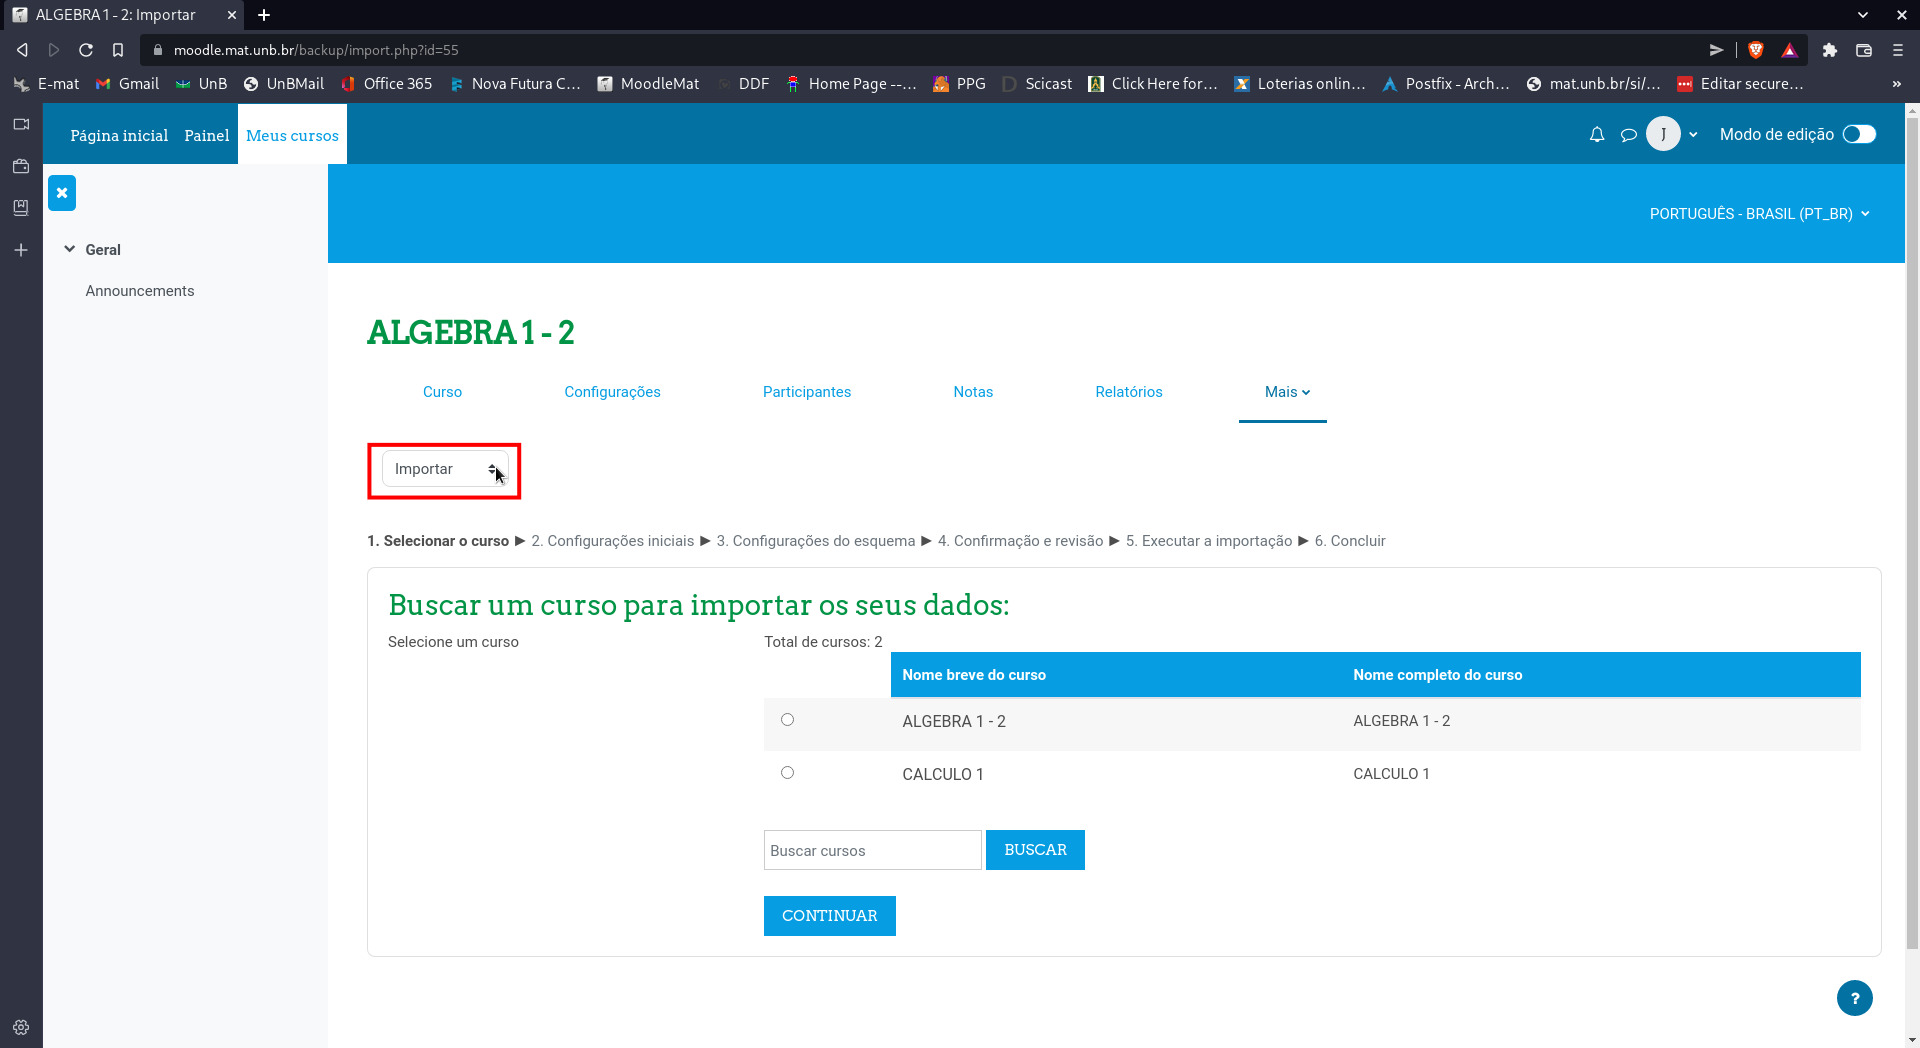 ALGEBRA 1 - 2: Importar
moodle.mat.unb.br/backup/import.php?id=55
E-mat Gmail UnB UnBMail Office 365 Nova Futura C... MoodleMat DDF Home Page --... PPG Scicast Click Here for... Loterias onlin... Postfix - Arch... mat.unb.br/si/... Editar secure... »
Página inicial Painel Meus cursos J Modo de edição
PORTUGUÊS - BRASIL (PT_BR)
Geral
Announcements
ALGEBRA 1 - 2
Curso Configurações Participantes Notas Relatórios Mais
Importar
1. Selecionar o curso ► 2. Configurações iniciais ► 3. Configurações do esquema ► 4. Confirmação e revisão ► 5. Executar a importação ► 6. Concluir
Buscar um curso para importar os seus dados:
Selecione um curso Total de cursos: 2
Nome breve do curso Nome completo do curso
ALGEBRA 1 - 2 ALGEBRA 1 - 2
CALCULO 1 CALCULO 1
Buscar cursos BUSCAR
CONTINUAR
?